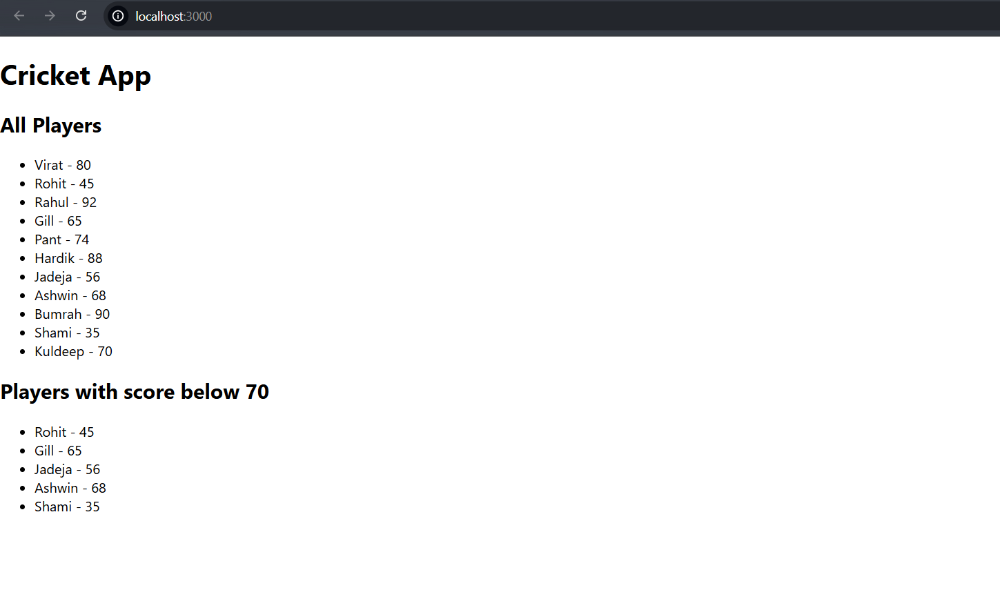 localhost:3000
Cricket App
All Players
Virat - 80
Rohit - 45
Rahul - 92
Gill - 65
Pant - 74
Hardik - 88
Jadeja - 56
Ashwin - 68
Bumrah - 90
Shami - 35
Kuldeep - 70
Players with score below 70
Rohit - 45
Gill - 65
Jadeja - 56
Ashwin - 68
Shami - 35